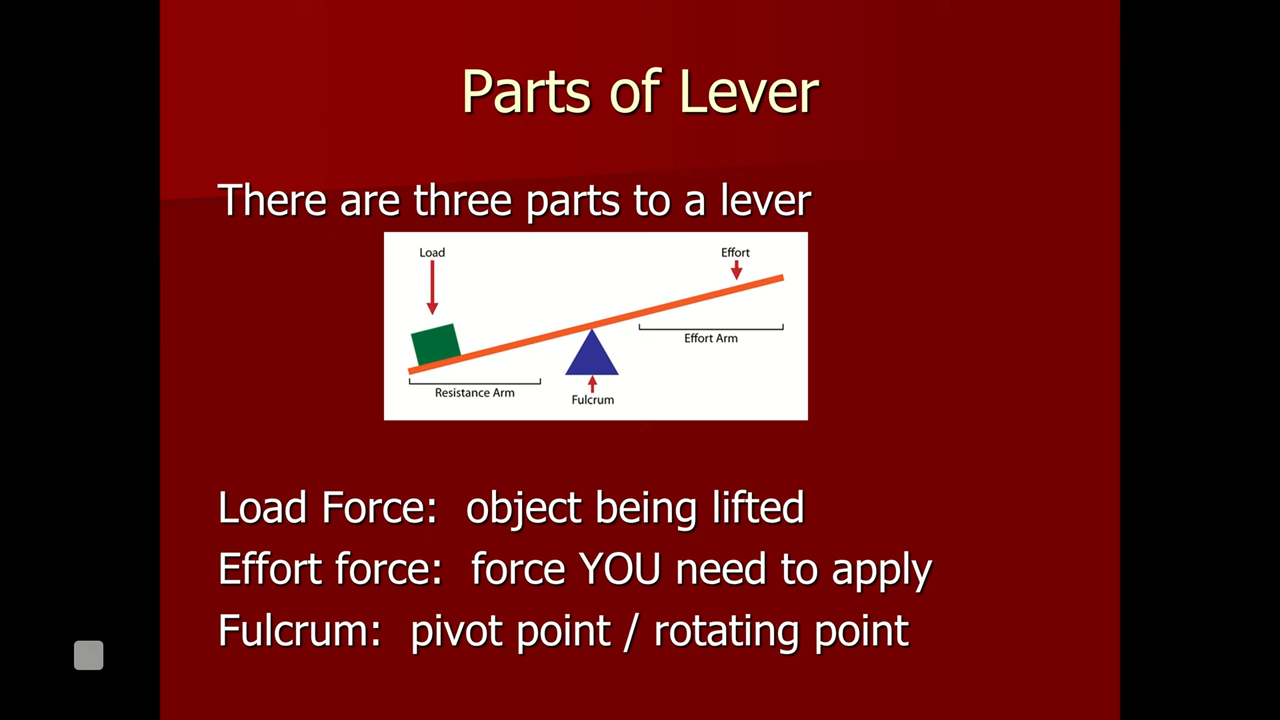 Parts of Lever
There are three parts to a lever
Load
Effort
Effort Arm
Resistance Arm
Fulcrum
Load Force: object being lifted
Effort force: force YOU need to apply
Fulcrum: pivot point / rotating point